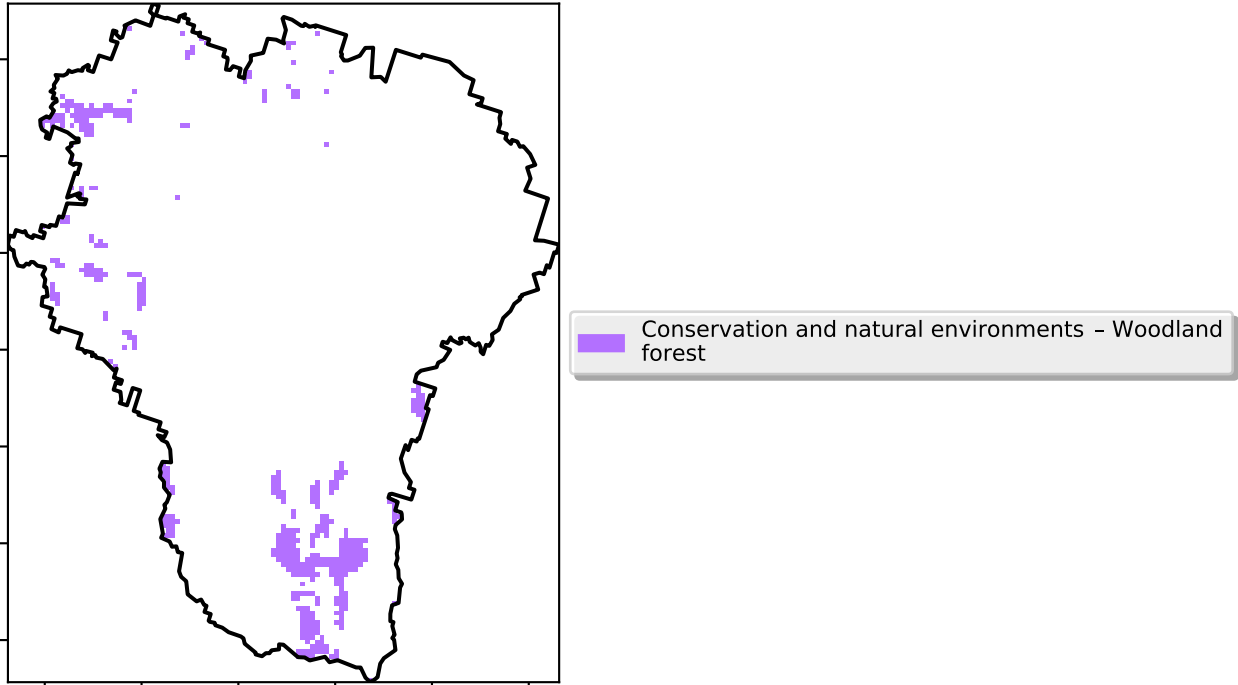 Conservation and natural environments – Woodland
forest